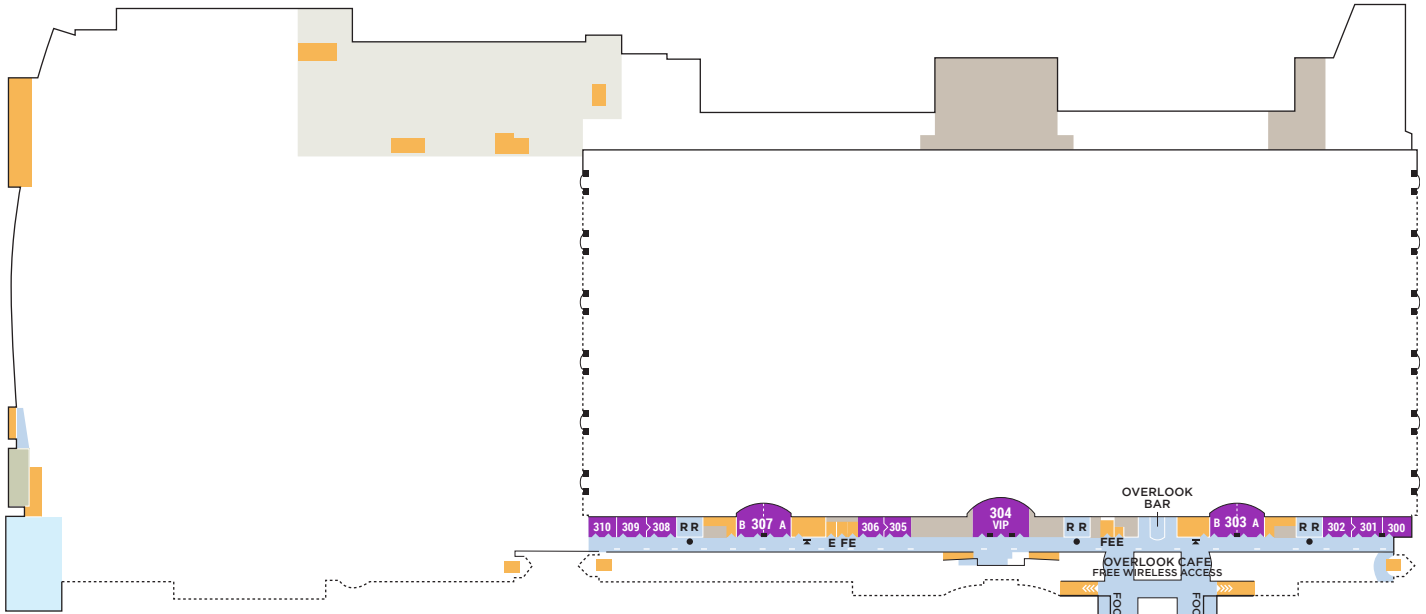 OVERLOOK
BAR
310 309 308 R R B 307 A 306 305 304 R R B 303 A R R 302 301 300
VIP
E FE FEE
OVERLOOK CAFE
FREE WIRELESS ACCESS